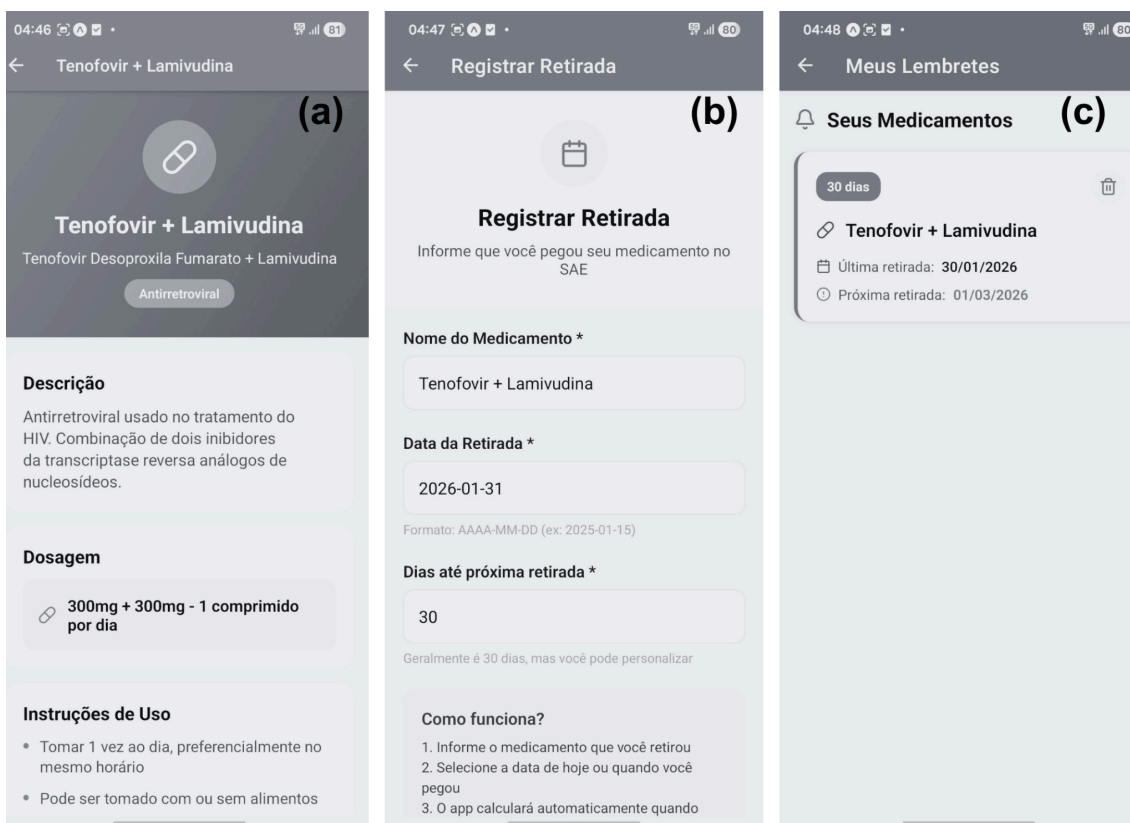 04:46
81
Tenofovir + Lamivudina
(a)
Tenofovir + Lamivudina
Tenofovir Desoproxila Fumarato + Lamivudina
Antirretroviral
Descrição
Antirretroviral usado no tratamento do
HIV. Combinação de dois inibidores
da transcriptase reversa análogos de
nucleosídeos.
Dosagem
300mg + 300mg - 1 comprimido
por dia
Instruções de Uso
• Tomar 1 vez ao dia, preferencialmente no
mesmo horário
• Pode ser tomado com ou sem alimentos
04:47
80
Registrar Retirada
(b)
Registrar Retirada
Informe que você pegou seu medicamento no
SAE
Nome do Medicamento *
Tenofovir + Lamivudina
Data da Retirada *
2026-01-31
Formato: AAAA-MM-DD (ex: 2025-01-15)
Dias até próxima retirada *
30
Geralmente é 30 dias, mas você pode personalizar
Como funciona?
1. Informe o medicamento que você retirou
2. Selecione a data de hoje ou quando você
pegou
3. O app calculará automaticamente quando
04:48
80
Meus Lembretes
(c)
Seus Medicamentos
30 dias
Tenofovir + Lamivudina
Última retirada: 30/01/2026
Próxima retirada: 01/03/2026